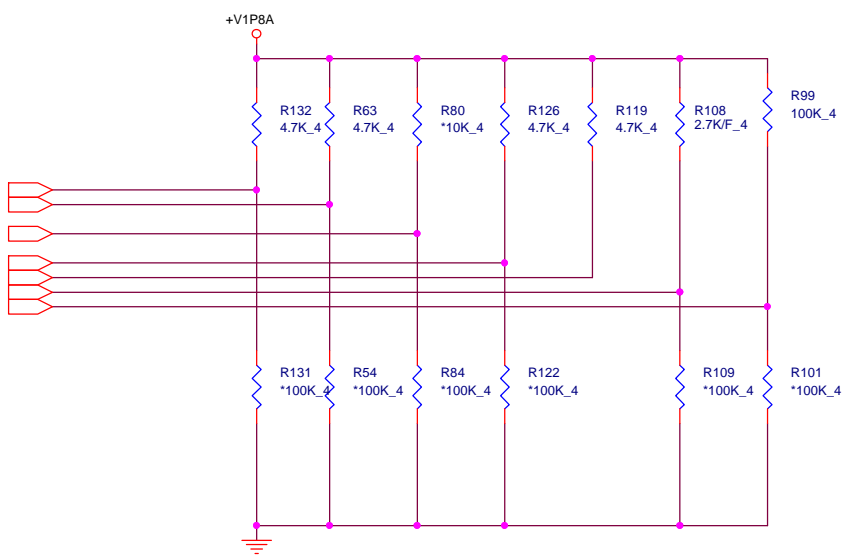 +V1P8A
R132
4.7K_4
R63
4.7K_4
R80
*10K_4
R126
4.7K_4
R119
4.7K_4
R108
2.7K/F_4
R99
100K_4
R131
*100K_4
R54
*100K_4
R84
*100K_4
R122
*100K_4
R109
*100K_4
R101
*100K_4